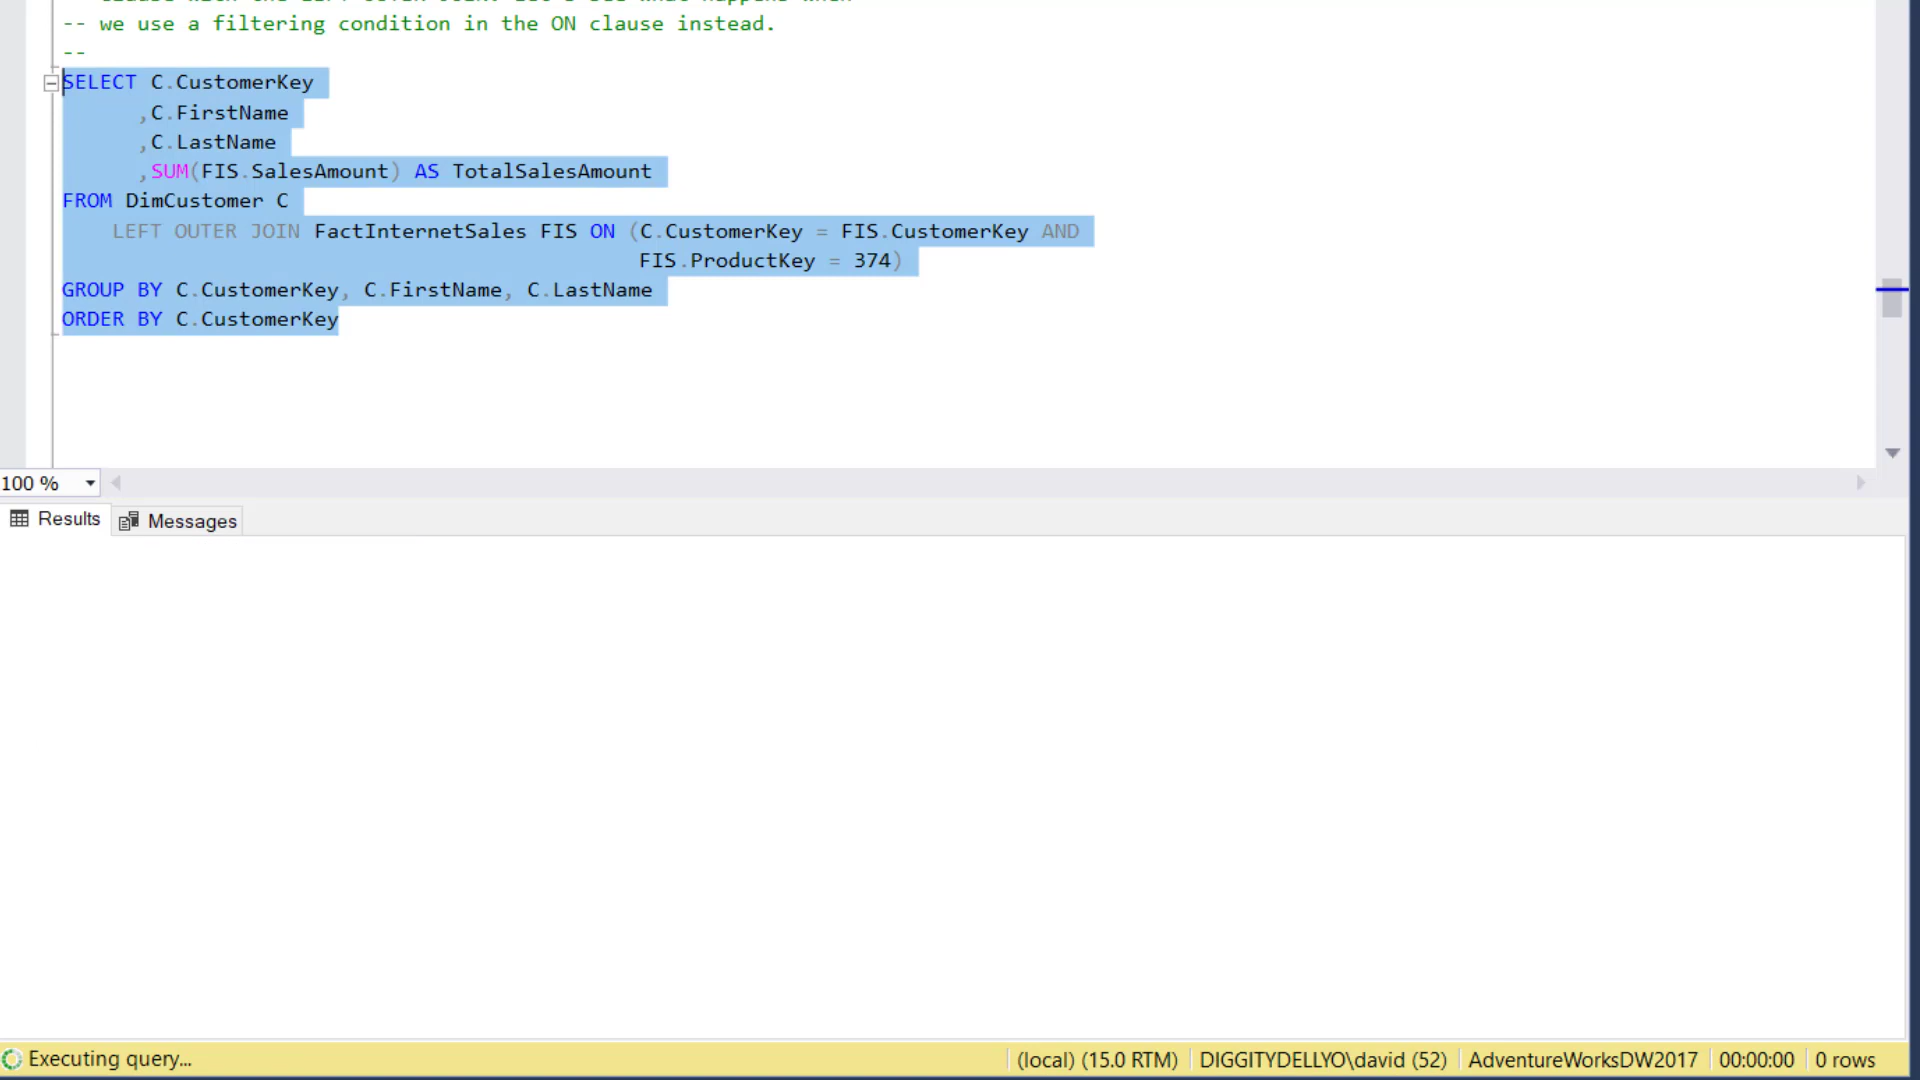 -- we use a filtering condition in the ON clause instead.
--
SELECT C.CustomerKey
,C.FirstName
,C.LastName
,SUM(FIS.SalesAmount) AS TotalSalesAmount
FROM DimCustomer C
LEFT OUTER JOIN FactInternetSales FIS ON (C.CustomerKey = FIS.CustomerKey AND
FIS.ProductKey = 374)
GROUP BY C.CustomerKey, C.FirstName, C.LastName
ORDER BY C.CustomerKey
100 %
Results Messages
Executing query... (local) (15.0 RTM) DIGGITYDELLYO\david (52) AdventureWorksDW2017 00:00:00 0 rows